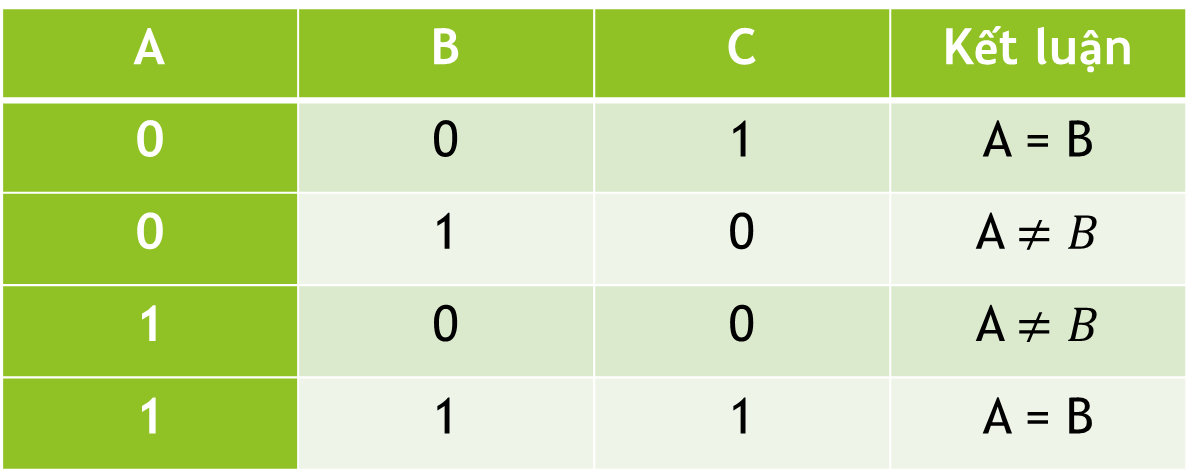 A B C Kết luận
0 0 1 A = B
0 1 0 A ≠ B
1 0 0 A ≠ B
1 1 1 A = B